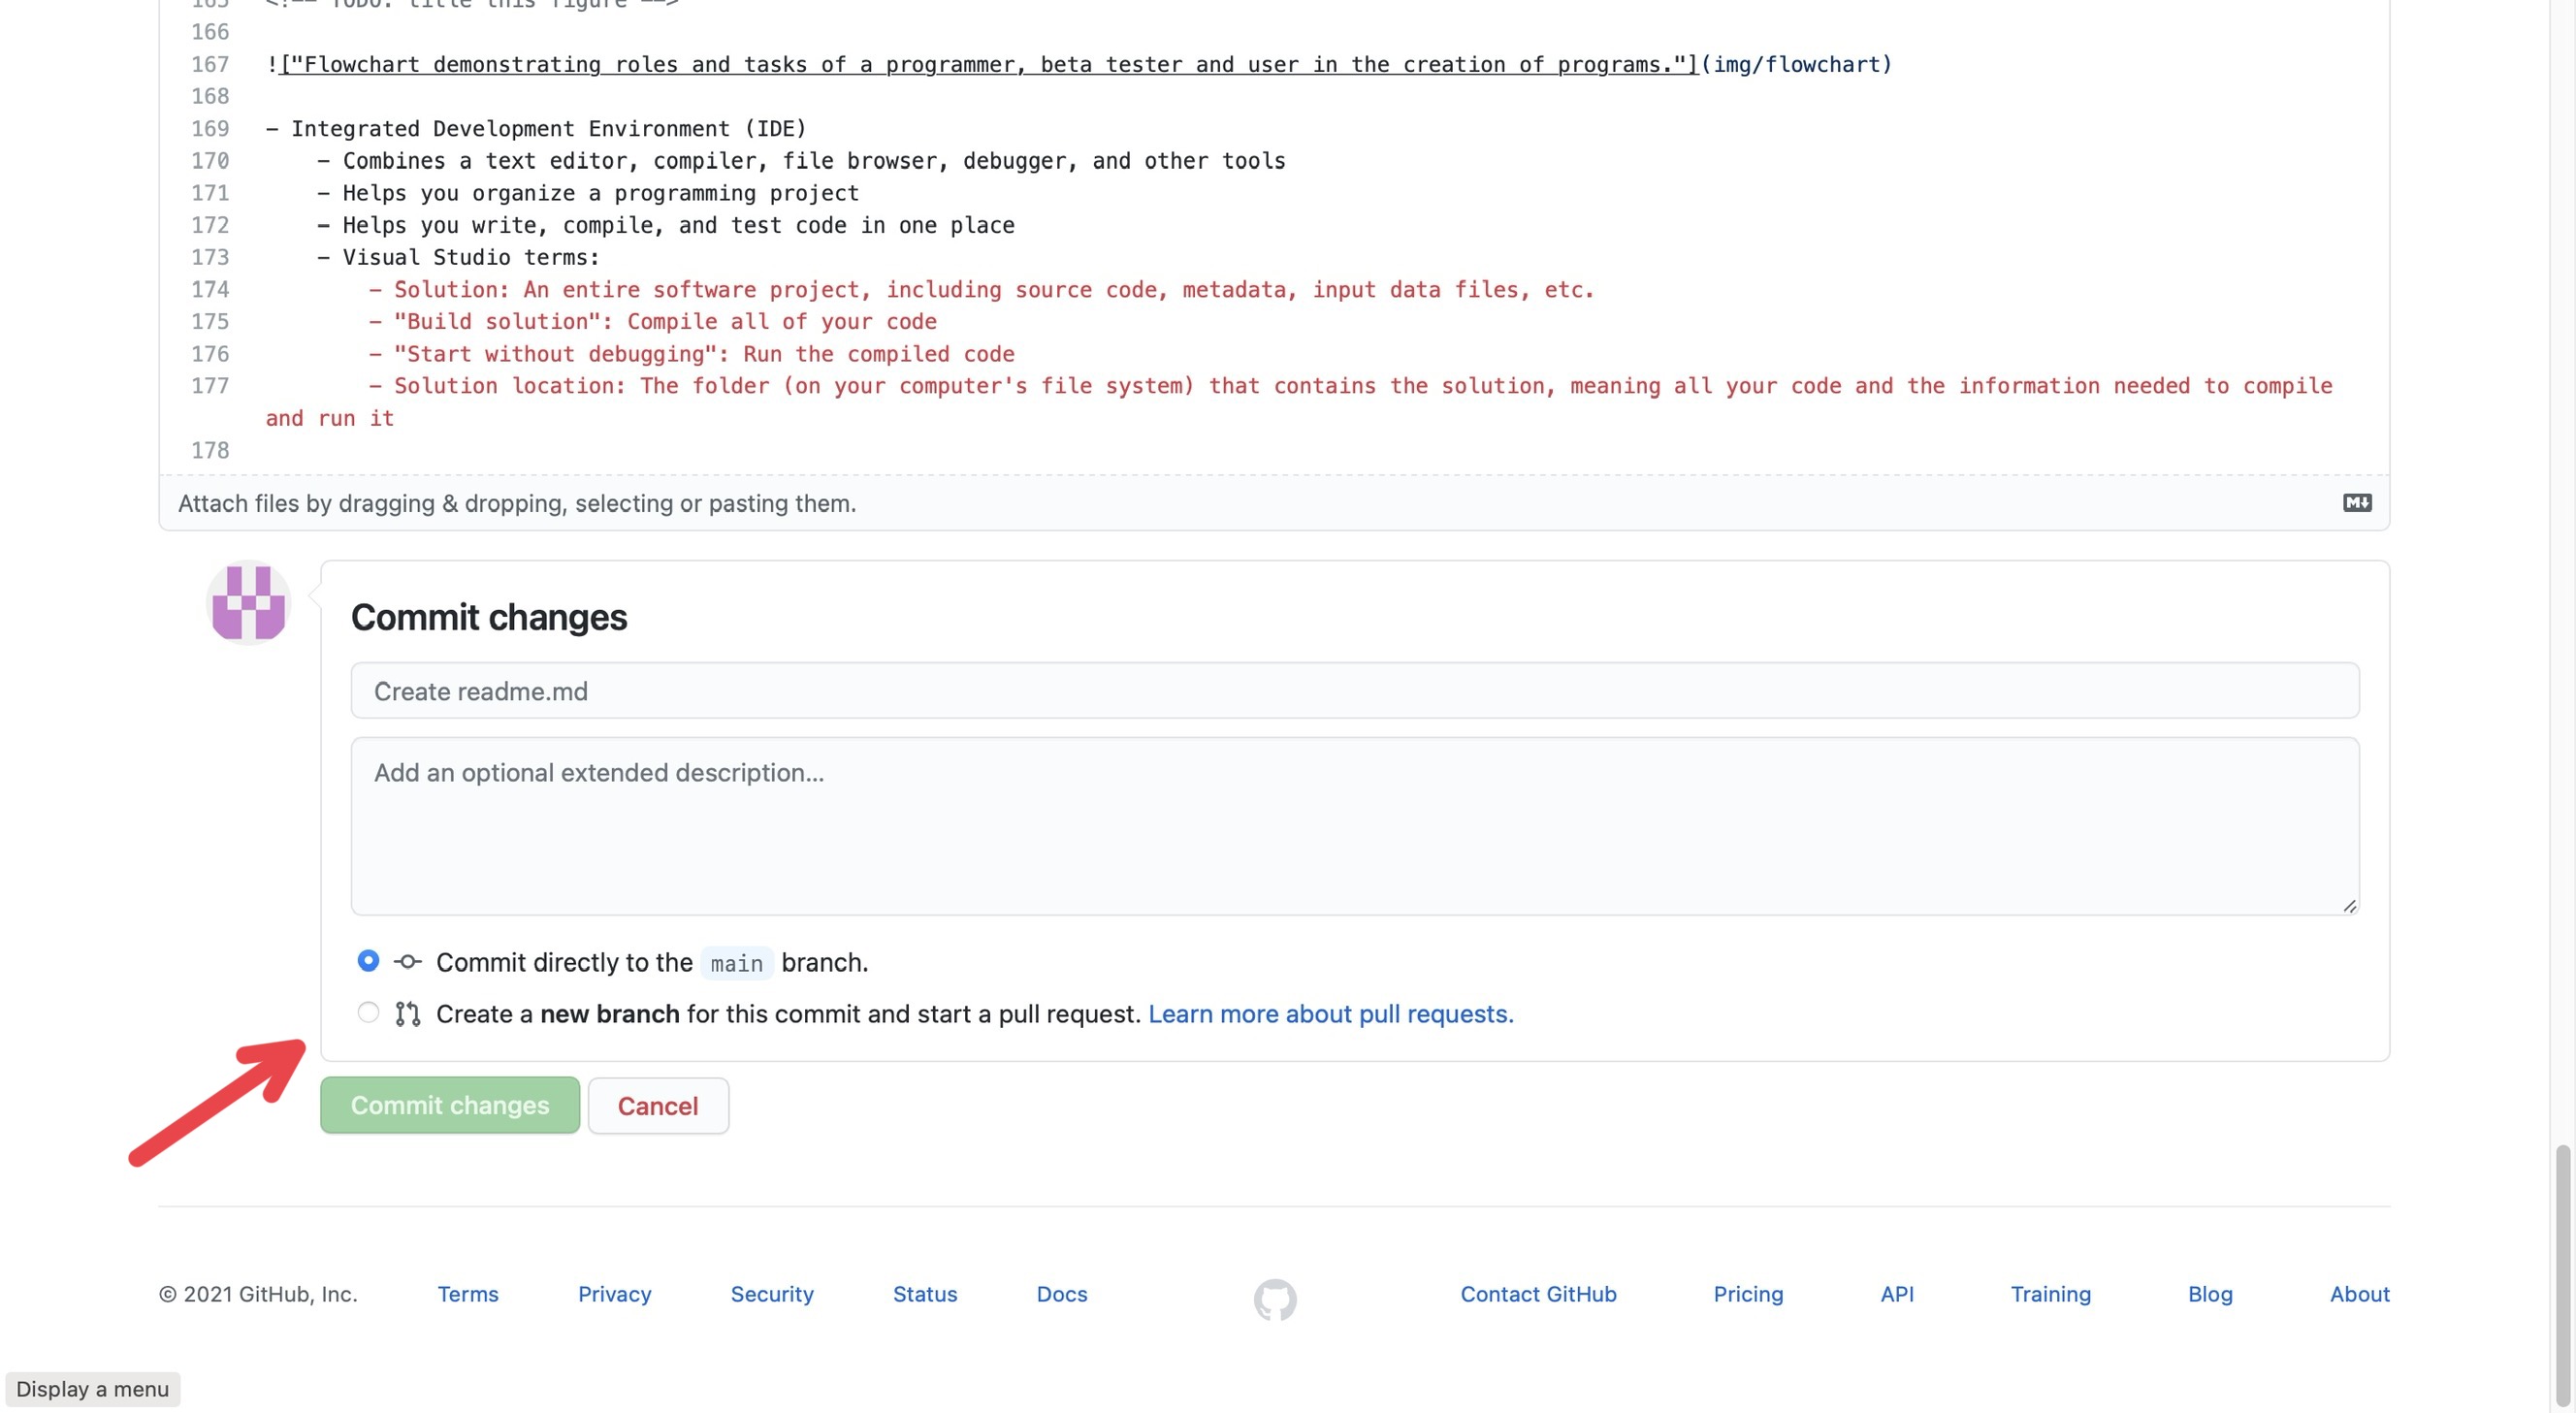 165 <!-- TODO: title this figure -->
166
167 !["Flowchart demonstrating roles and tasks of a programmer, beta tester and user in the creation of programs."](img/flowchart)
168
169 - Integrated Development Environment (IDE)
170 - Combines a text editor, compiler, file browser, debugger, and other tools
171 - Helps you organize a programming project
172 - Helps you write, compile, and test code in one place
173 - Visual Studio terms:
174 - Solution: An entire software project, including source code, metadata, input data files, etc.
175 - "Build solution": Compile all of your code
176 - "Start without debugging": Run the compiled code
177 - Solution location: The folder (on your computer's file system) that contains the solution, meaning all your code and the information needed to compile
and run it
178
Attach files by dragging & dropping, selecting or pasting them.
M↓
Commit changes
Create readme.md
Add an optional extended description...
Commit directly to the main branch.
Create a new branch for this commit and start a pull request. Learn more about pull requests.
Commit changes Cancel
© 2021 GitHub, Inc. Terms Privacy Security Status Docs Contact GitHub Pricing API Training Blog About
Display a menu